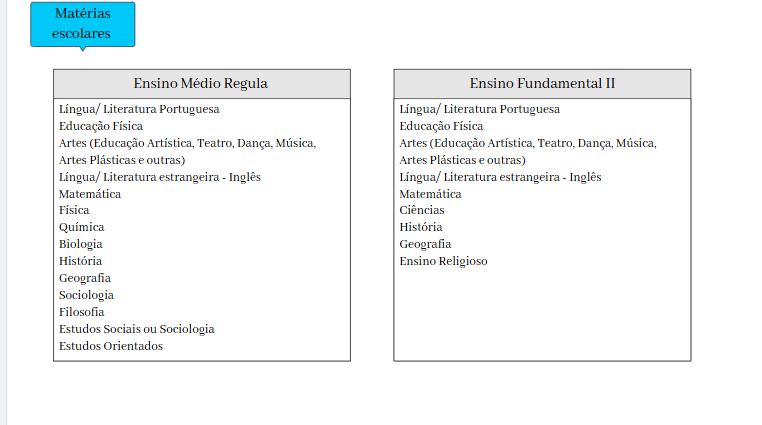 Matérias
escolares
Ensino Médio Regula
Língua/ Literatura Portuguesa
Educação Física
Artes (Educação Artística, Teatro, Dança, Música,
Artes Plásticas e outras)
Língua/ Literatura estrangeira - Inglês
Matemática
Física
Química
Biologia
História
Geografia
Sociologia
Filosofia
Estudos Sociais ou Sociologia
Estudos Orientados
Ensino Fundamental II
Língua/ Literatura Portuguesa
Educação Física
Artes (Educação Artística, Teatro, Dança, Música,
Artes Plásticas e outras)
Língua/ Literatura estrangeira - Inglês
Matemática
Ciências
História
Geografia
Ensino Religioso